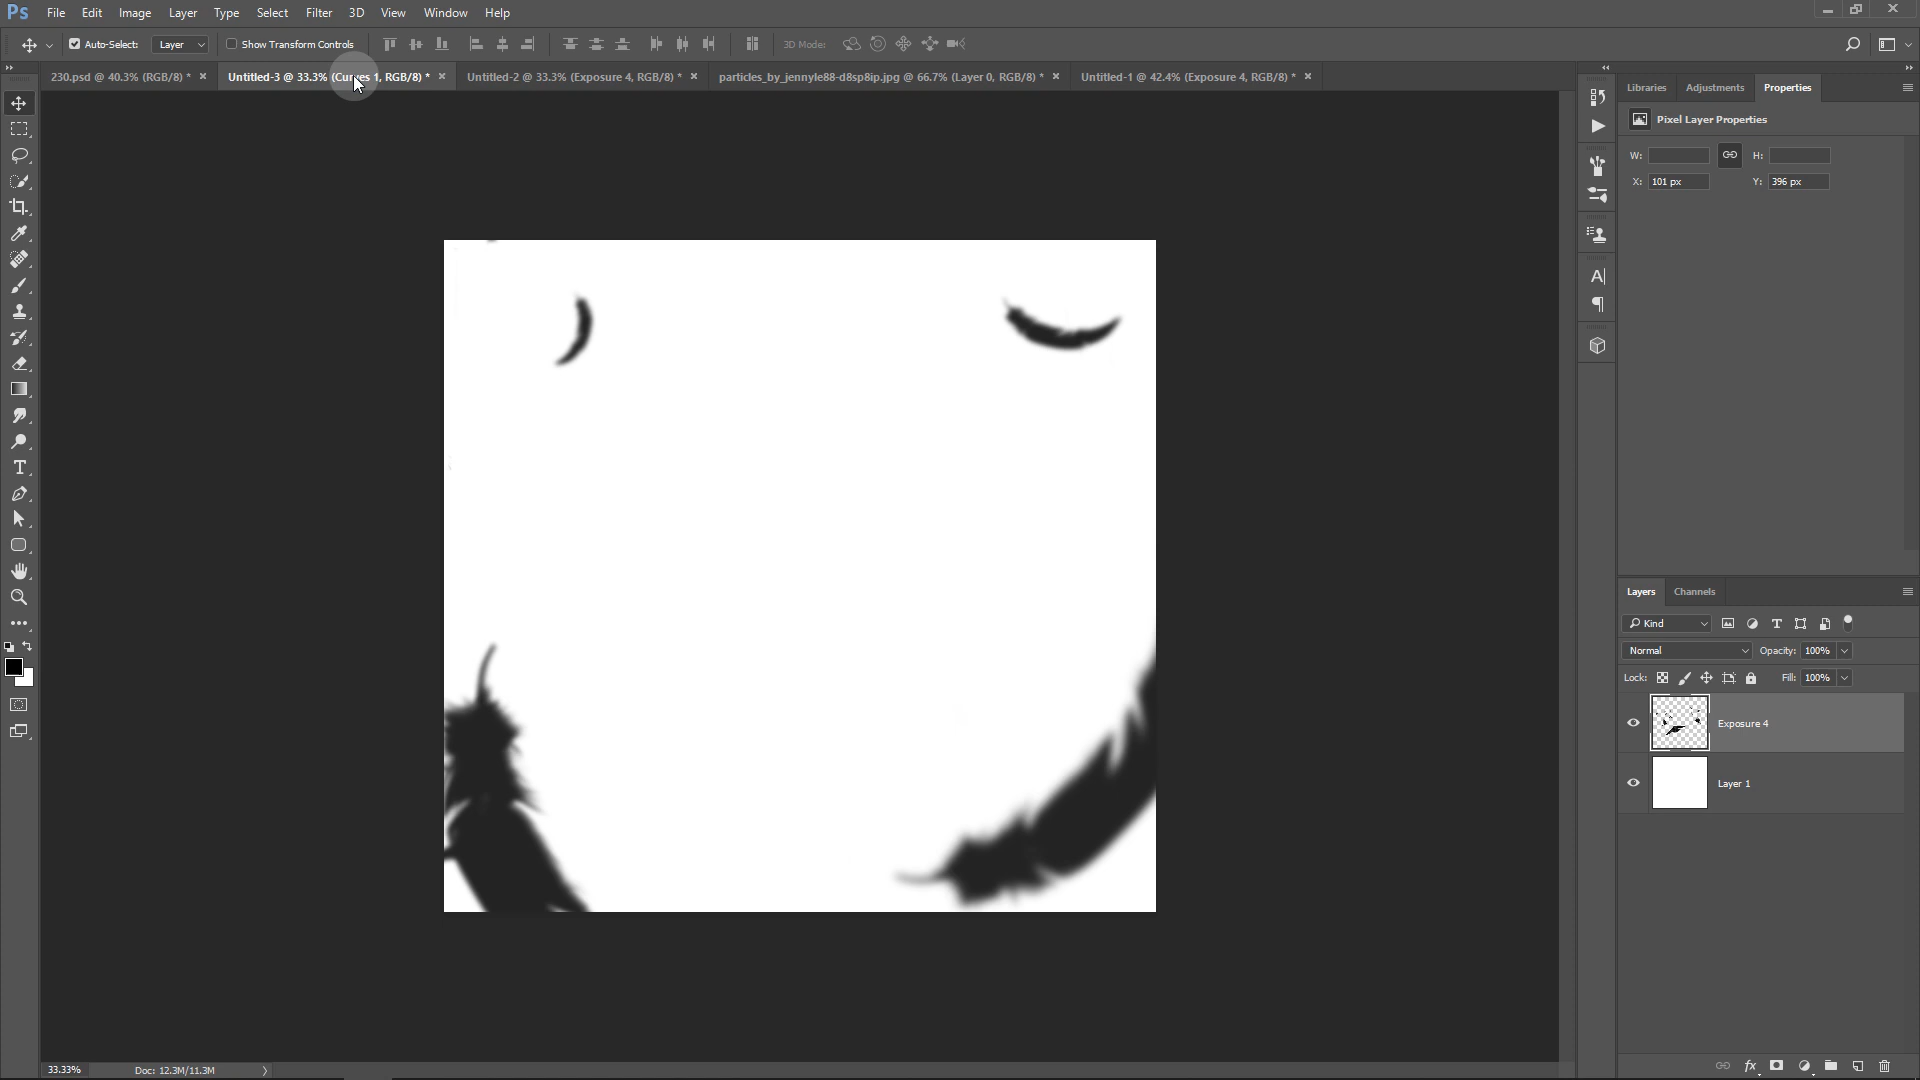 Ps File Edit Image Layer Type Select Filter 3D View Window Help
Auto-Select: Layer Show Transform Controls 3D Mode:
230.psd @ 40.3% (RGB/8) * Untitled-3 @ 33.3% (Curves 1, RGB/8) * Untitled-2 @ 33.3% (Exposure 4, RGB/8) * particles_by_jennyle88-d8sp8ip.jpg @ 66.7% (Layer 0, RGB/8) * Untitled-1 @ 42.4% (Exposure 4, RGB/8) *
Libraries Adjustments Properties
Pixel Layer Properties
W: H:
X: 101 px Y: 396 px
Layers Channels
Kind
Normal Opacity: 100%
Lock: Fill: 100%
Exposure 4
Layer 1
33.33% Doc: 12.3M/11.3M